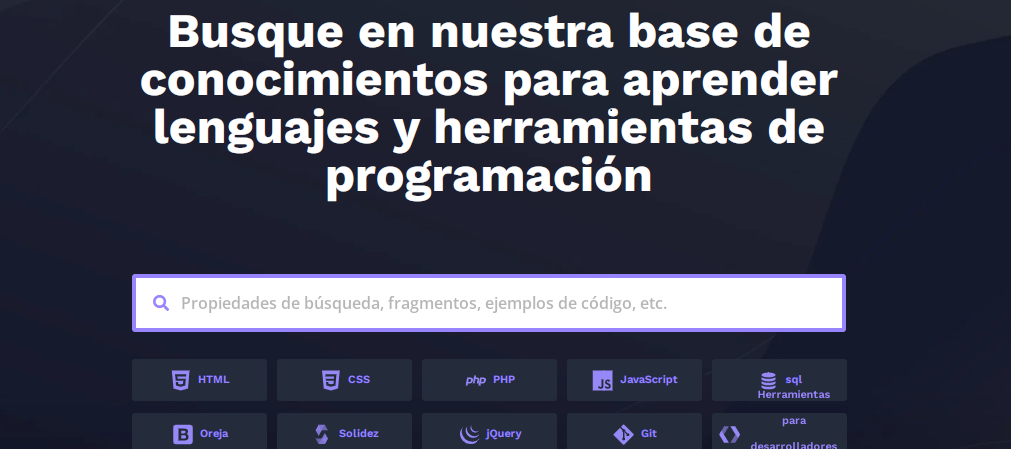 Busque en nuestra base de
conocimientos para aprender
lenguajes y herramientas de
programación
Propiedades de búsqueda, fragmentos, ejemplos de código, etc.
HTML
CSS
php PHP
JS JavaScript
sql
B Oreja
Solidez
jQuery
Git
Herramientas
para
desarrolladores